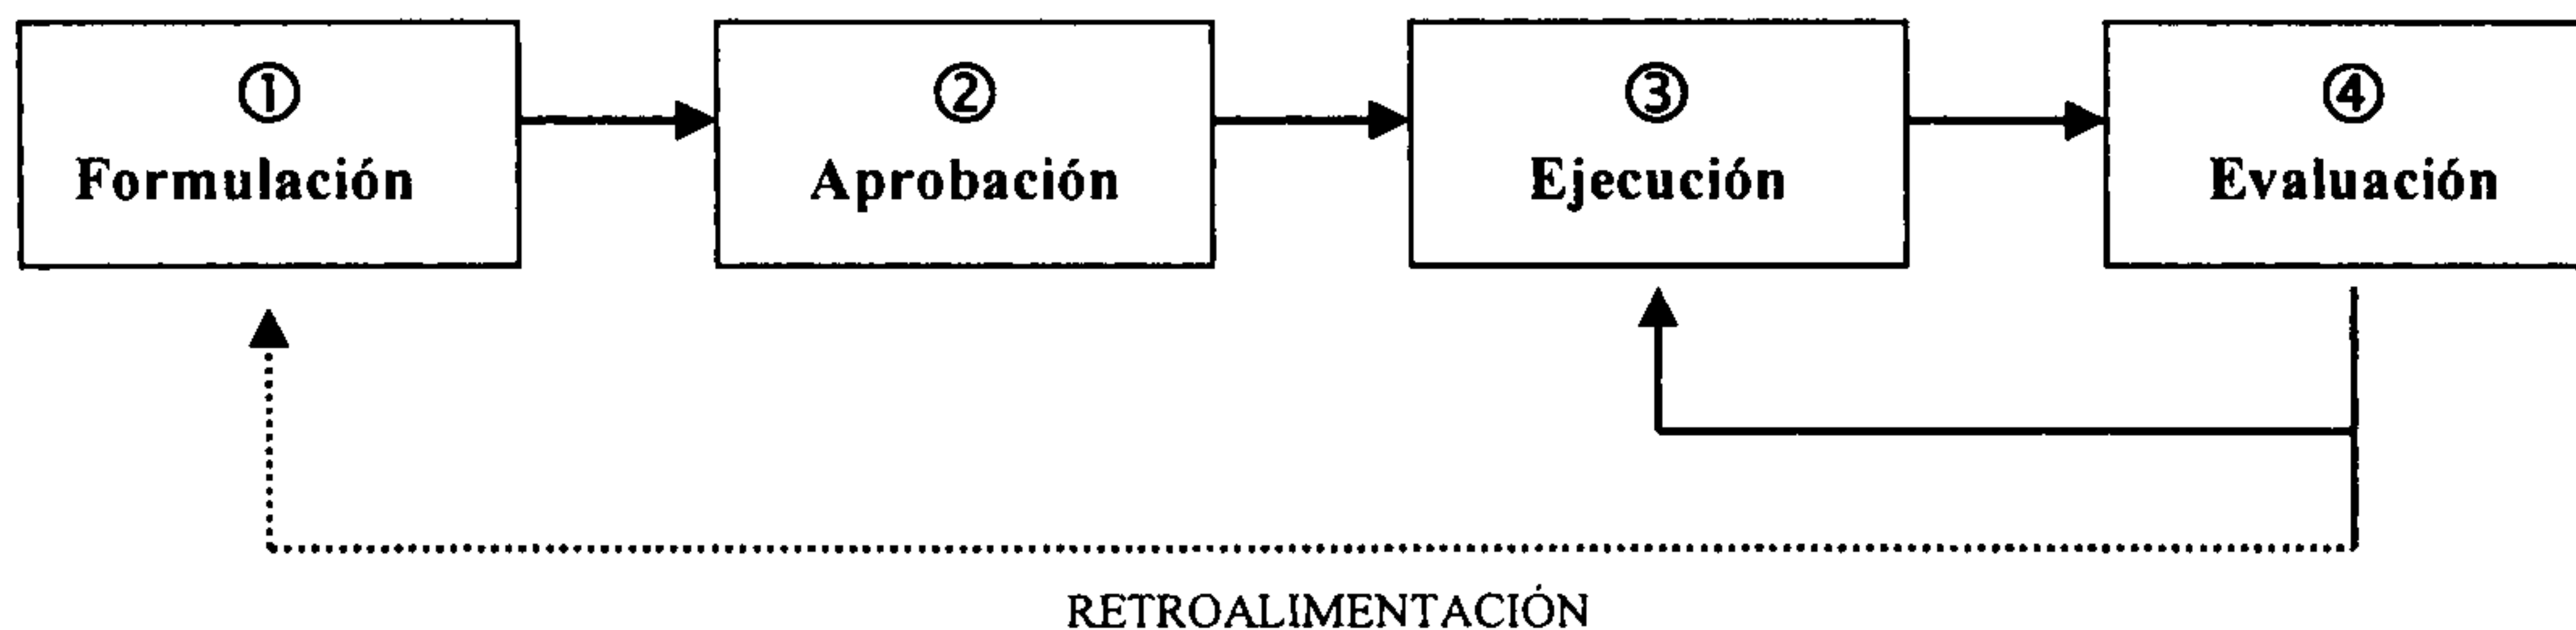 ① ② ③ ④
Formulación Aprobación Ejecución Evaluación
RETROALIMENTACIÓN